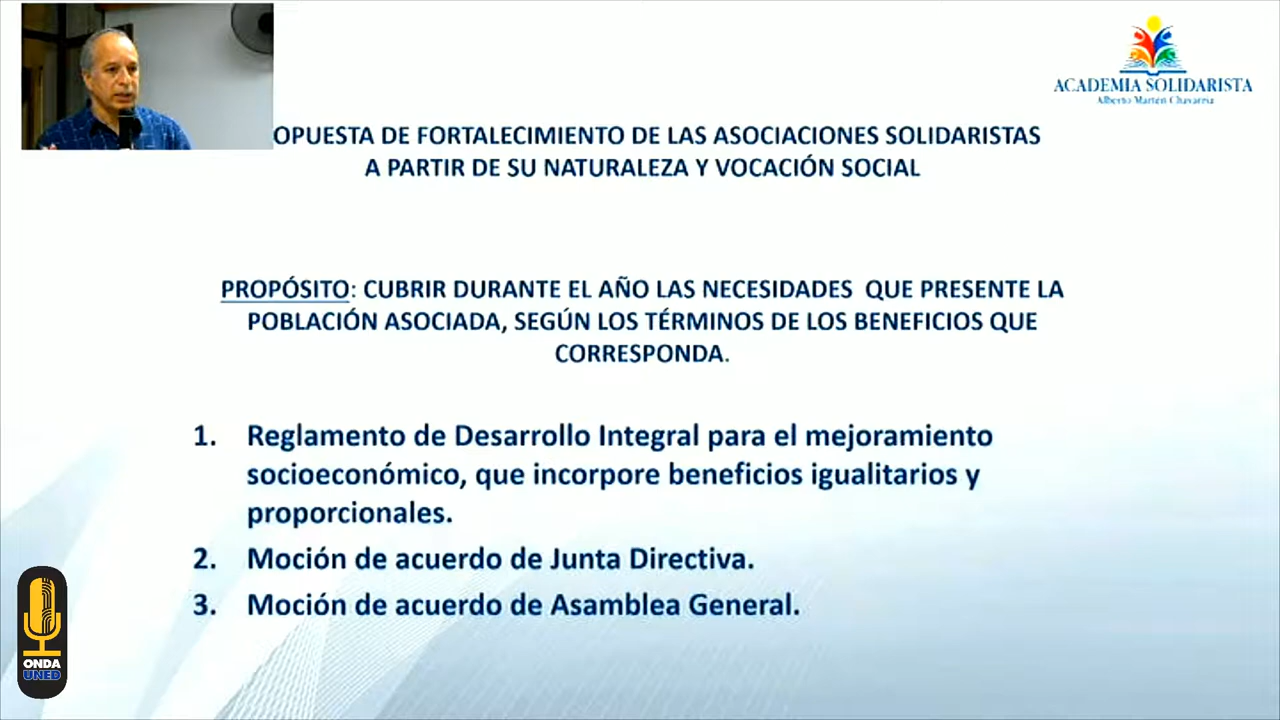 ACADEMIA SOLIDARISTA
Alberto Martén Chavarría
OPUESTA DE FORTALECIMIENTO DE LAS ASOCIACIONES SOLIDARISTAS
A PARTIR DE SU NATURALEZA Y VOCACIÓN SOCIAL
PROPÓSITO: CUBRIR DURANTE EL AÑO LAS NECESIDADES QUE PRESENTE LA
POBLACIÓN ASOCIADA, SEGÚN LOS TÉRMINOS DE LOS BENEFICIOS QUE
CORRESPONDA.
1. Reglamento de Desarrollo Integral para el mejoramiento
socioeconómico, que incorpore beneficios igualitarios y
proporcionales.
2. Moción de acuerdo de Junta Directiva.
3. Moción de acuerdo de Asamblea General.
ONDA
UNED